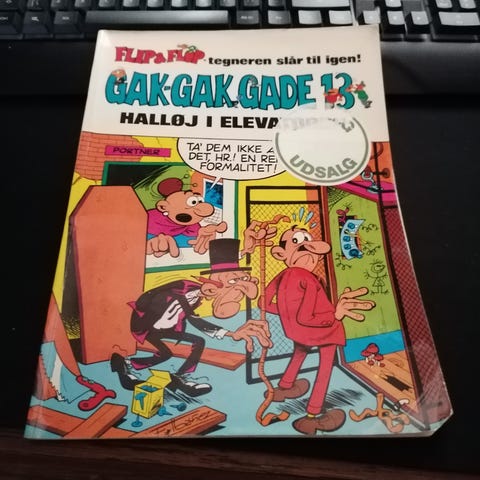 FLIP & FLOP tegneren slår til igen!
GAK-GAK GADE 13
HALLØJ I
UDSALG
PORTNER
TA' DEM IKKE
DET, HR.! EN
FORMALITET!